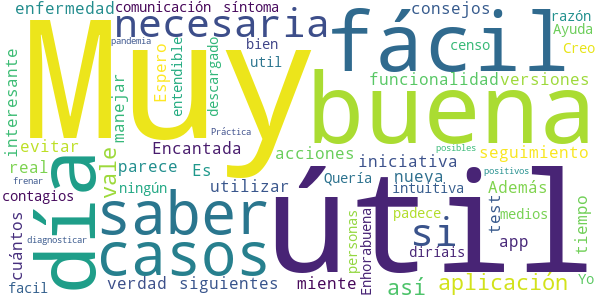 enfermedad
comunicación
síntoma
consejos
razón
Muy
necesaria
fácil
pandemia
bien
util
Espero
entendible
descargado
censo
Ayuda
Creo
interesante
manejar
funcionalidad
versiones
buena
Práctica
evitar
real
vale
día
Encantada
parece
Es
acciones
iniciativa
seguimiento
posibles
frenar
contagios
ningún
utilizar
Quería
nueva
intuitiva
Además
positivos
saber
útil
si
test
medios
tiempo
cuántos
personas
Enhorabuena
padece
diríais
app
diagnosticar
casos
así
aplicación
Yo
facil
verdad
siguientes
miente